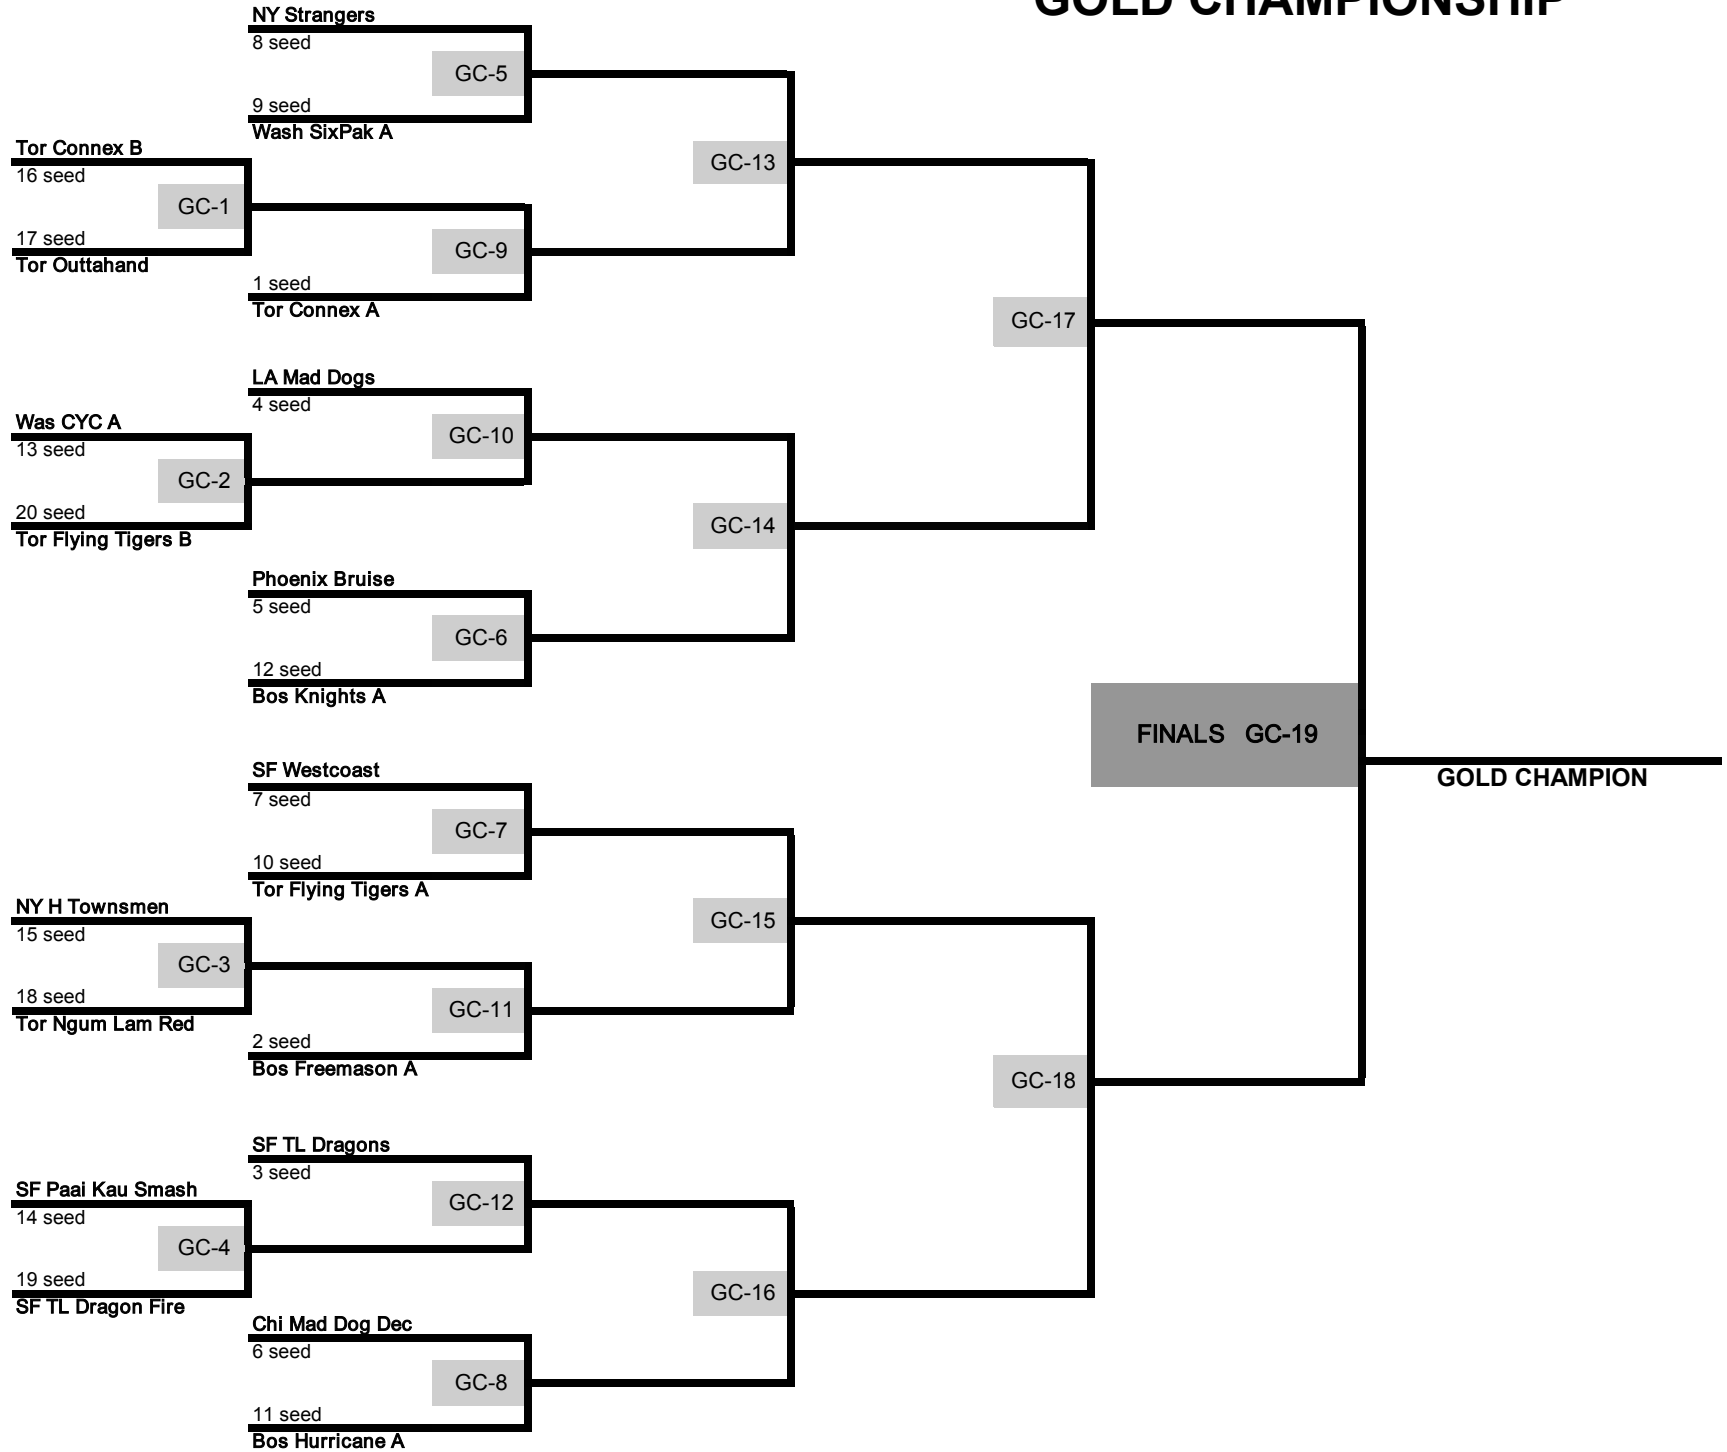 GOLD CHAMPIONSHIP
NY Strangers
8 seed
GC-5
9 seed
Wash SixPak A
Tor Connex B
16 seed
GC-1
17 seed
Tor Outtahand
GC-13
GC-9
1 seed
Tor Connex A
GC-17
LA Mad Dogs
4 seed
GC-10
Was CYC A
13 seed
GC-2
20 seed
Tor Flying Tigers B
GC-14
Phoenix Bruise
5 seed
GC-6
12 seed
Bos Knights A
FINALS GC-19
GOLD CHAMPION
SF Westcoast
7 seed
GC-7
10 seed
Tor Flying Tigers A
NY H Townsmen
15 seed
GC-3
18 seed
Tor Ngum Lam Red
GC-15
GC-11
2 seed
Bos Freemason A
GC-18
SF TL Dragons
3 seed
GC-12
SF Paai Kau Smash
14 seed
GC-4
19 seed
SF TL Dragon Fire
GC-16
Chi Mad Dog Dec
6 seed
GC-8
11 seed
Bos Hurricane A